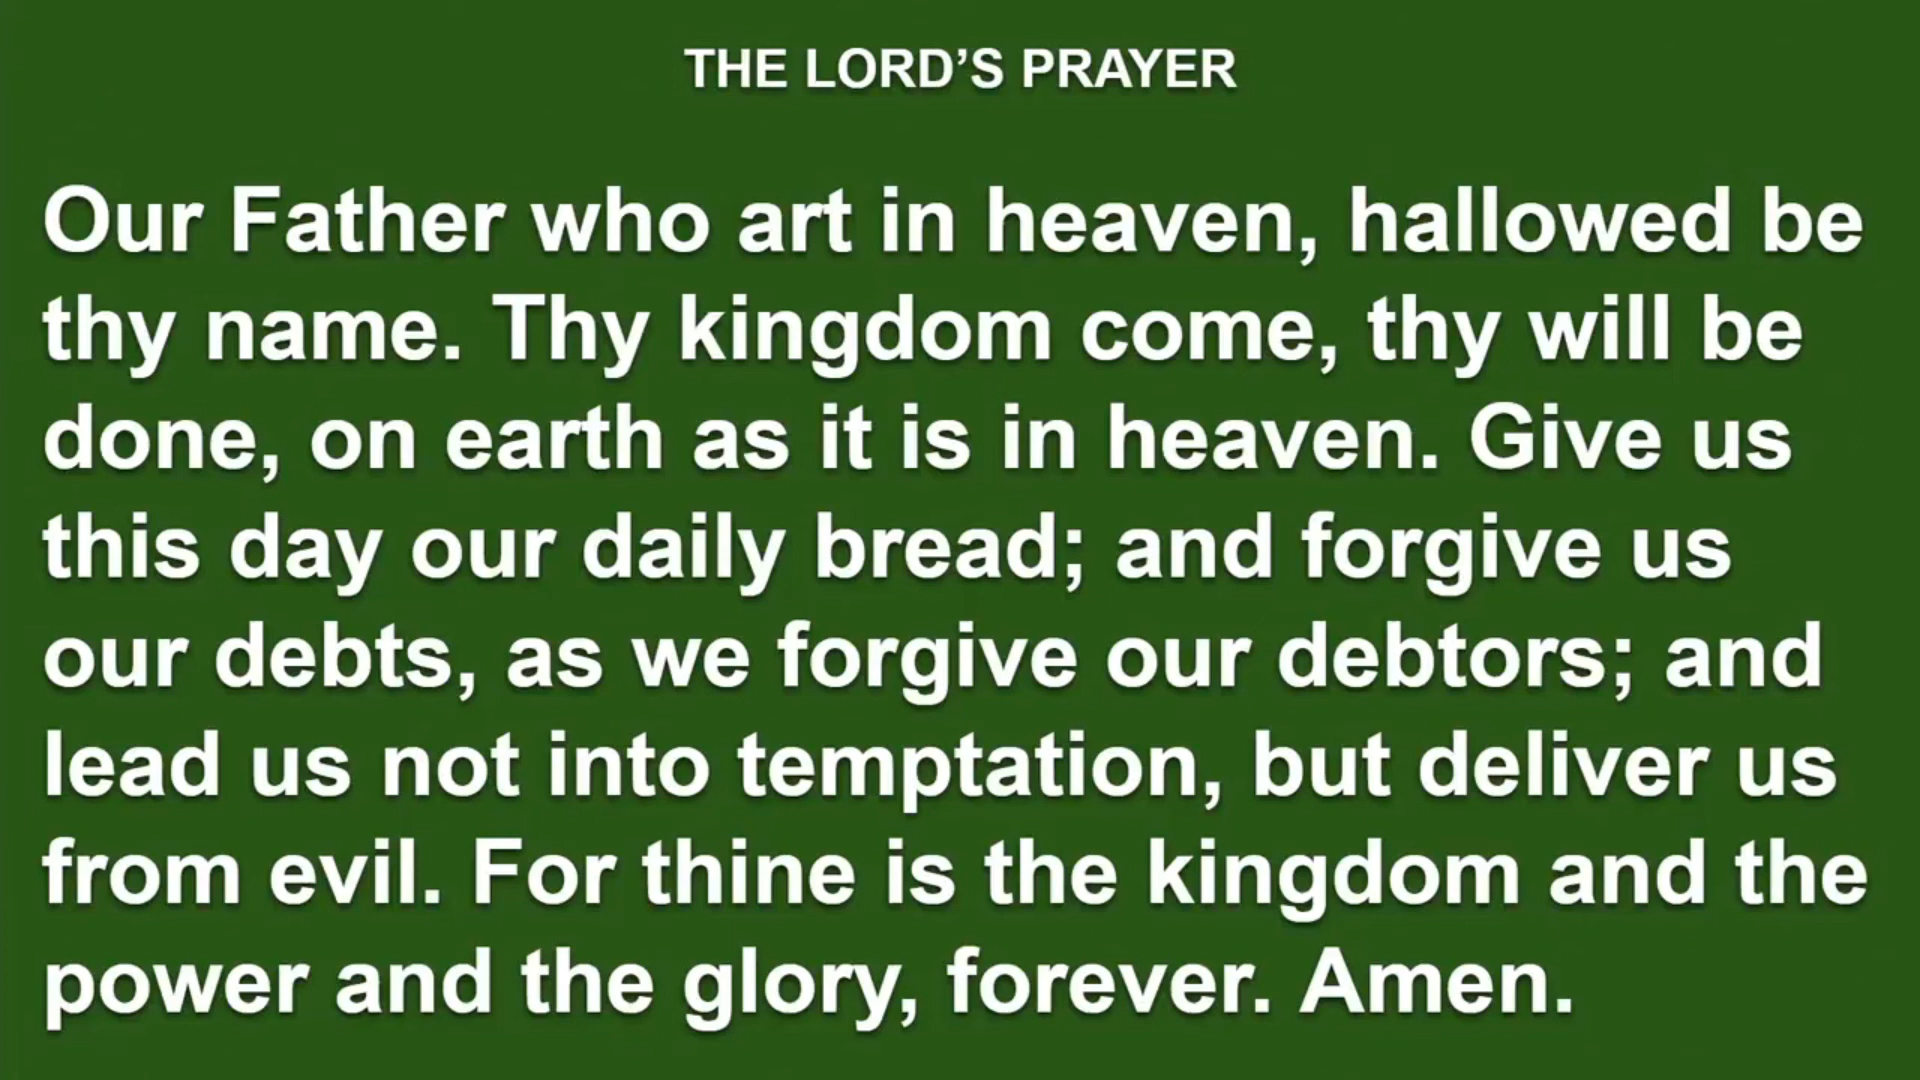 THE LORD’S PRAYER
Our Father who art in heaven, hallowed be
thy name. Thy kingdom come, thy will be
done, on earth as it is in heaven. Give us
this day our daily bread; and forgive us
our debts, as we forgive our debtors; and
lead us not into temptation, but deliver us
from evil. For thine is the kingdom and the
power and the glory, forever. Amen.